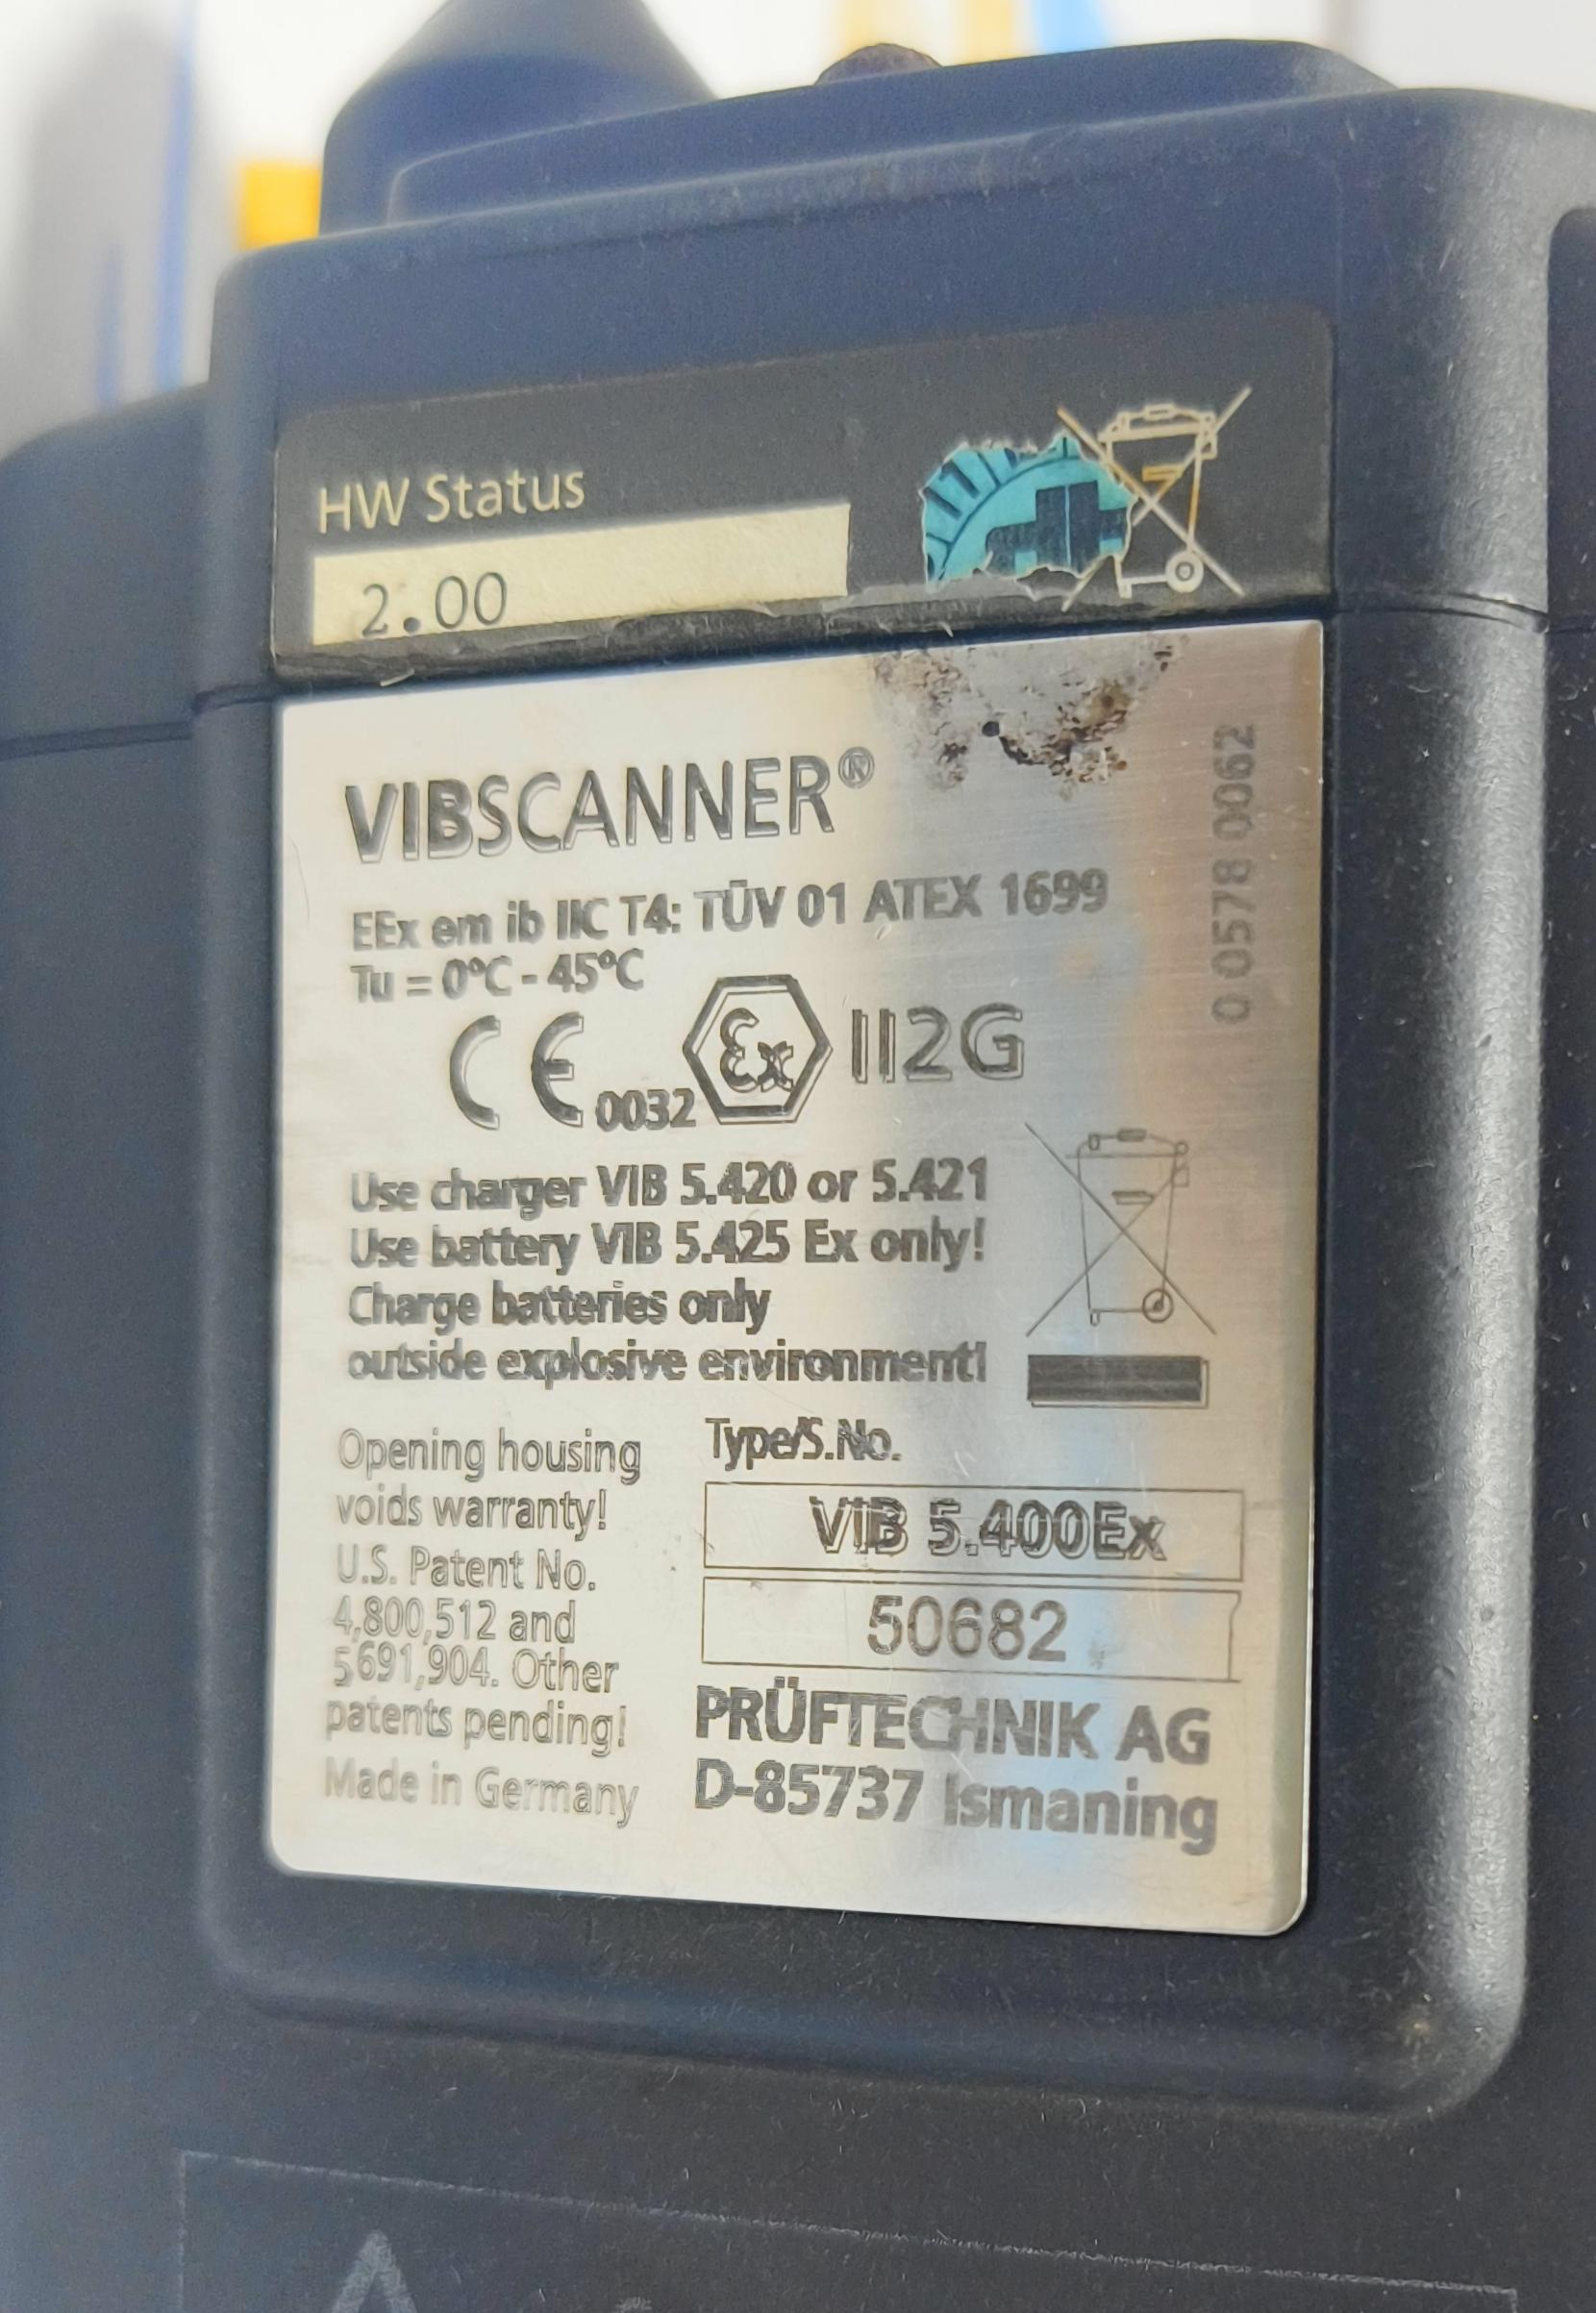 HW Status
2.00
VIBSCANNER®
EEx em ib IIC T4: TÜV 01 ATEX 1699
Tu = 0°C - 45°C
CE 0032 Ex II2G
0 0578 0062
Use charger VIB 5.420 or 5.421
Use battery VIB 5.425 Ex only!
Charge batteries only
outside explosive environment!
Opening housing
voids warranty!
U.S. Patent No.
4,800,512 and
5691,904. Other
patents pending!
Made in Germany
Type/S.No.
VIB 5.400Ex
50682
PRÜFTECHNIK AG
D-85737 Ismaning